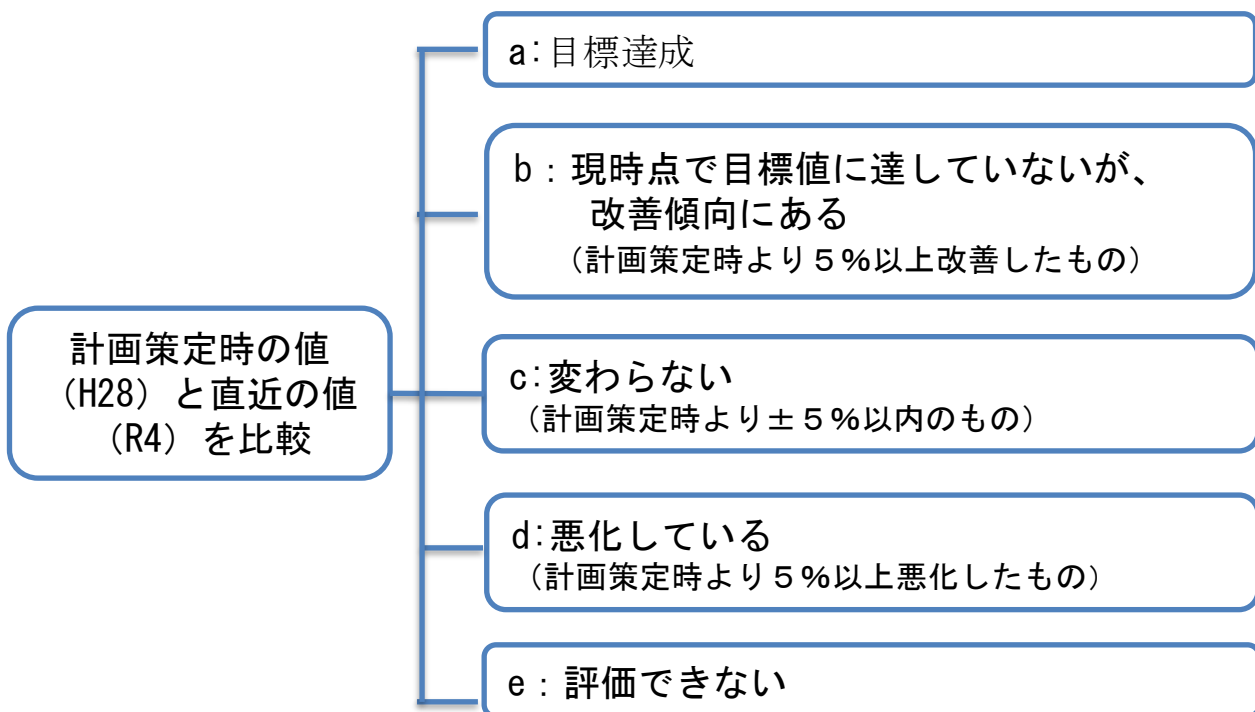 a:目標達成
b：現時点で目標値に達していないが、
改善傾向にある
（計画策定時より５％以上改善したもの）
計画策定時の値
（H28）と直近の値
（R4）を比較
c:変わらない
（計画策定時より±５％以内のもの）
d:悪化している
（計画策定時より５％以上悪化したもの）
e：評価できない